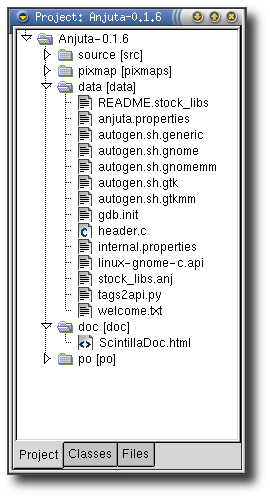 Project: Anjuta-0.1.6
Anjuta-0.1.6
source [src]
pixmap [pixmaps]
data [data]
README.stock_libs
anjuta.properties
autogen.sh.generic
autogen.sh.gnome
autogen.sh.gnomemm
autogen.sh.gtk
autogen.sh.gtkmm
gdb.init
header.c
internal.properties
linux-gnome-c.api
stock_libs.anj
tags2api.py
welcome.txt
doc [doc]
ScintillaDoc.html
po [po]
Project Classes Files